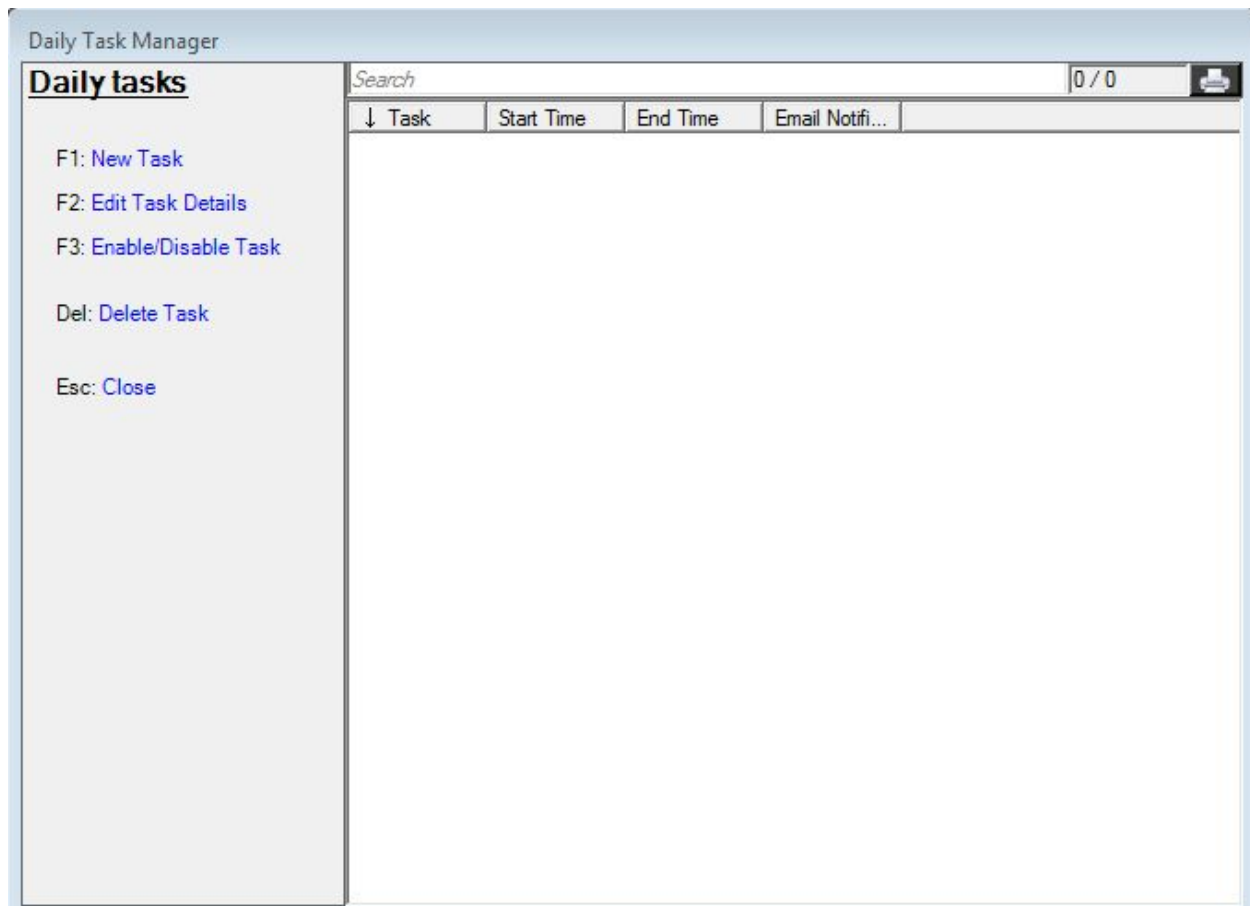 Daily Task Manager
Daily tasks
Search
0 / 0
↓ Task Start Time End Time Email Notifi...
F1: New Task
F2: Edit Task Details
F3: Enable/Disable Task
Del: Delete Task
Esc: Close